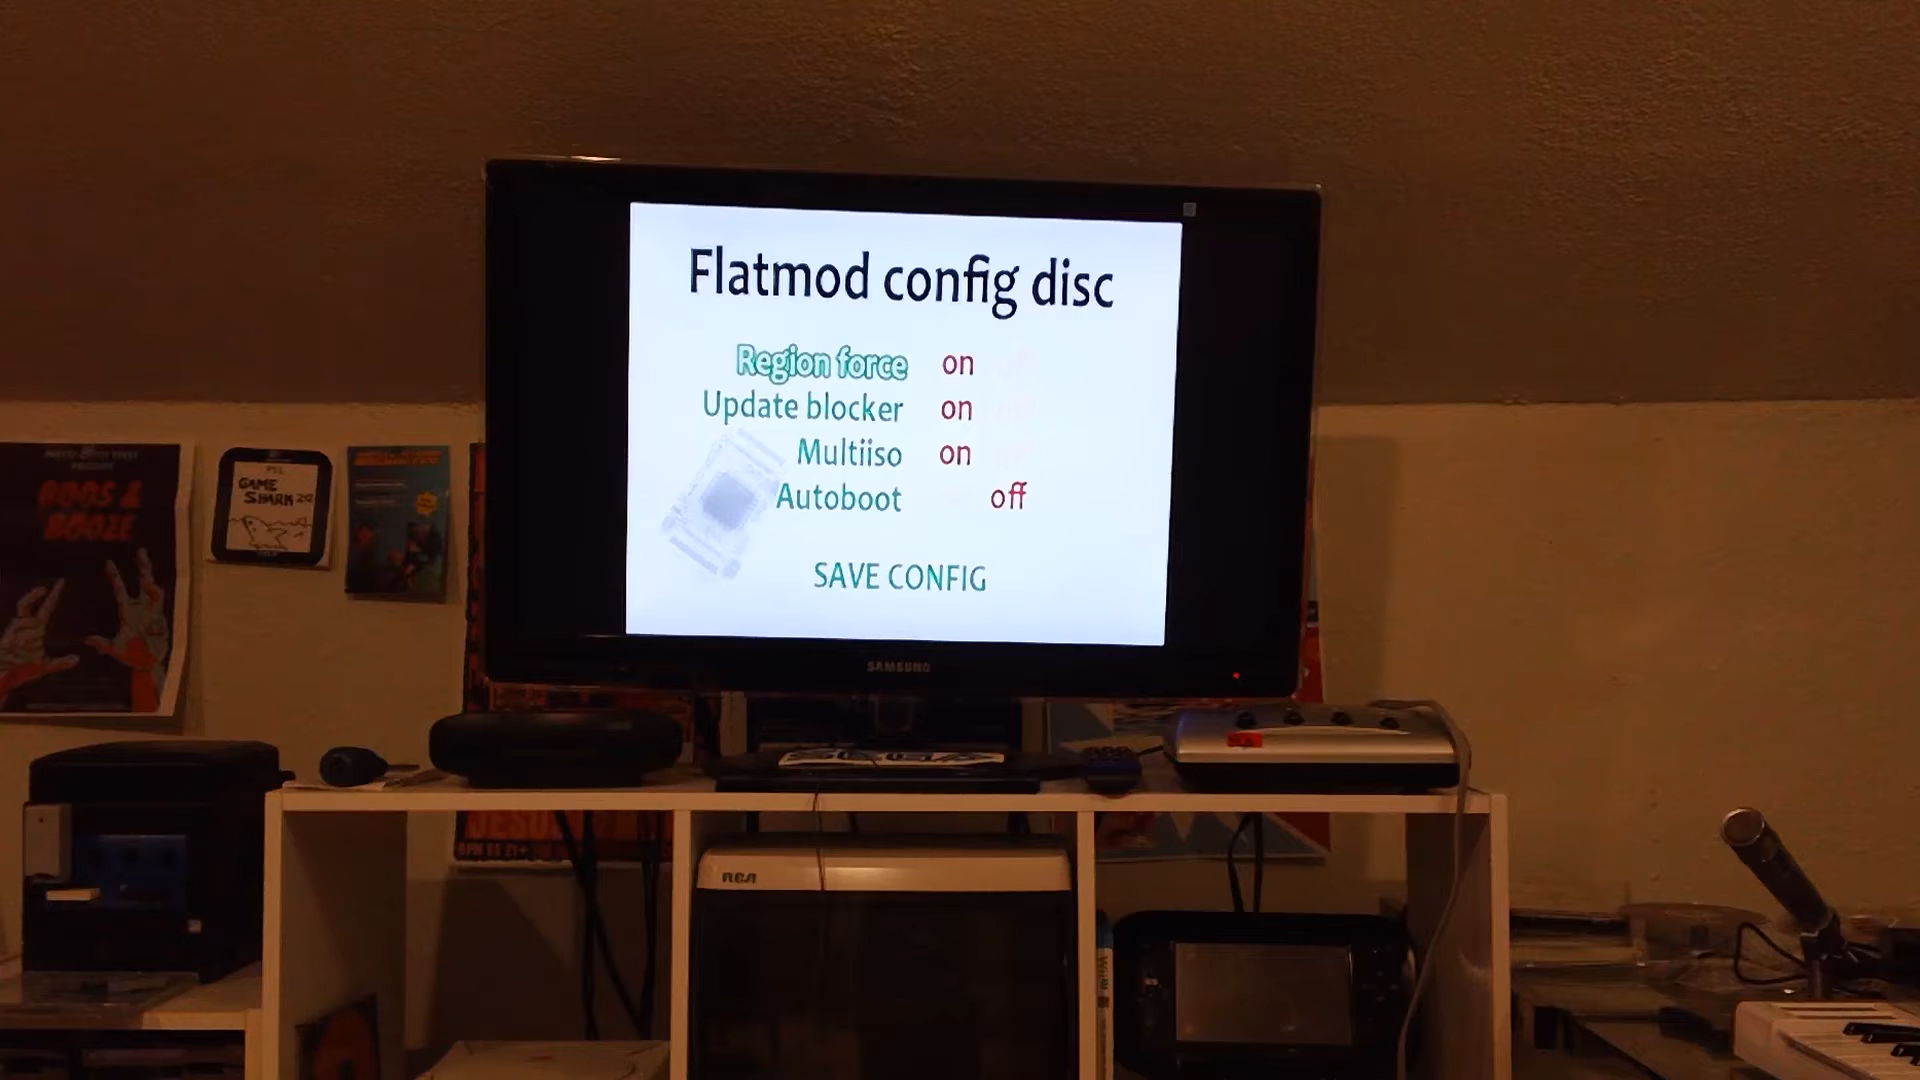 Flatmod config disc
Region force on
Update blocker on
Multiiso on
Autoboot off
SAVE CONFIG
SAMSUNG
GAME
SHARK
BOOZE
RCA